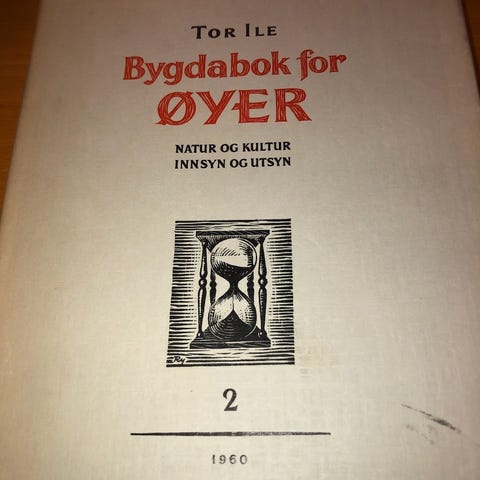 TOR ILE
Bygdabok for
ØYER
NATUR OG KULTUR
INNSYN OG UTSYN
2
1960